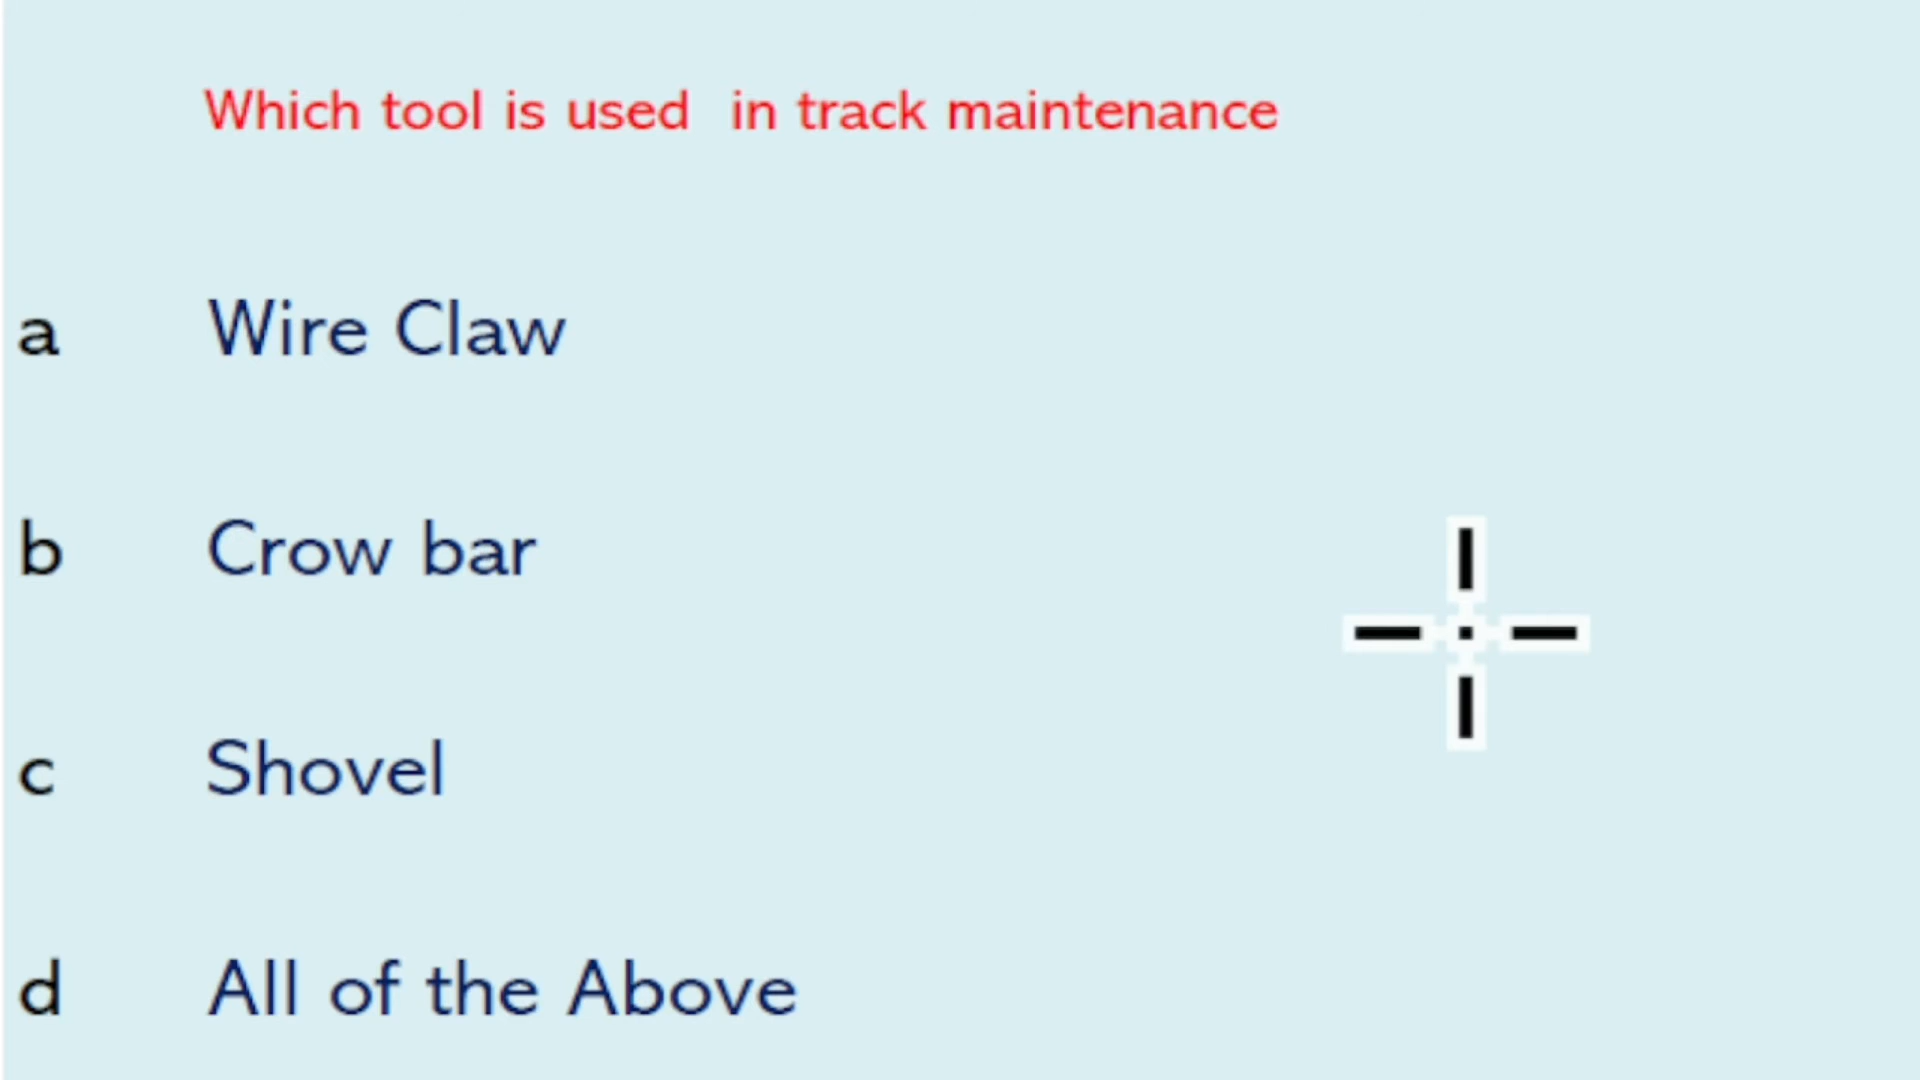 Which tool is used  in track maintenance
a Wire Claw
b Crow bar
c Shovel
d All of the Above